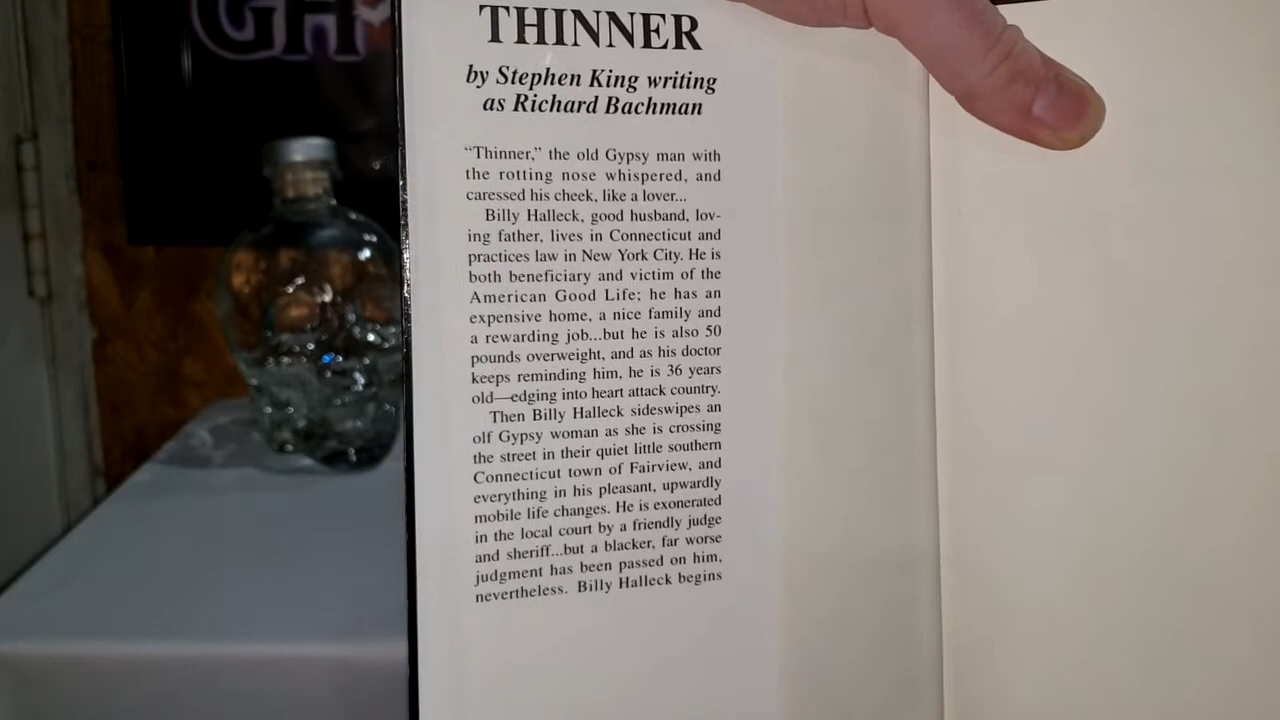 GH
THINNER
by Stephen King writing
as Richard Bachman
“Thinner,” the old Gypsy man with
the rotting nose whispered, and
caressed his cheek, like a lover...
Billy Halleck, good husband, lov-
ing father, lives in Connecticut and
practices law in New York City. He is
both beneficiary and victim of the
American Good Life; he has an
expensive home, a nice family and
a rewarding job...but he is also 50
pounds overweight, and as his doctor
keeps reminding him, he is 36 years
old—edging into heart attack country.
Then Billy Halleck sideswipes an
olf Gypsy woman as she is crossing
the street in their quiet little southern
Connecticut town of Fairview, and
everything in his pleasant, upwardly
mobile life changes. He is exonerated
in the local court by a friendly judge
and sheriff...but a blacker, far worse
judgment has been passed on him,
nevertheless. Billy Halleck begins